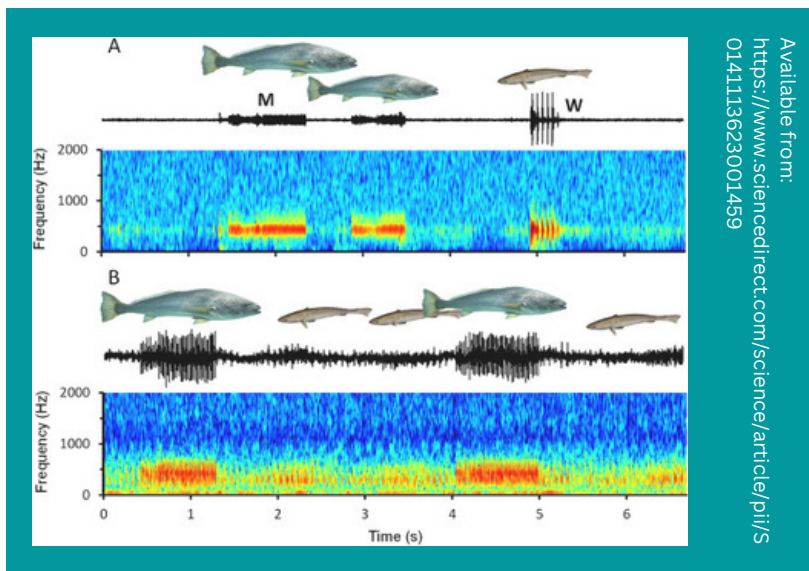 A
M
W
2000
1000
0
Frequency (Hz)
B
2000
1000
0
Frequency (Hz)
0 1 2 3 4 5 6
Time (s)
Available from:
https://www.sciencedirect.com/science/article/pii/S
0141113623001459